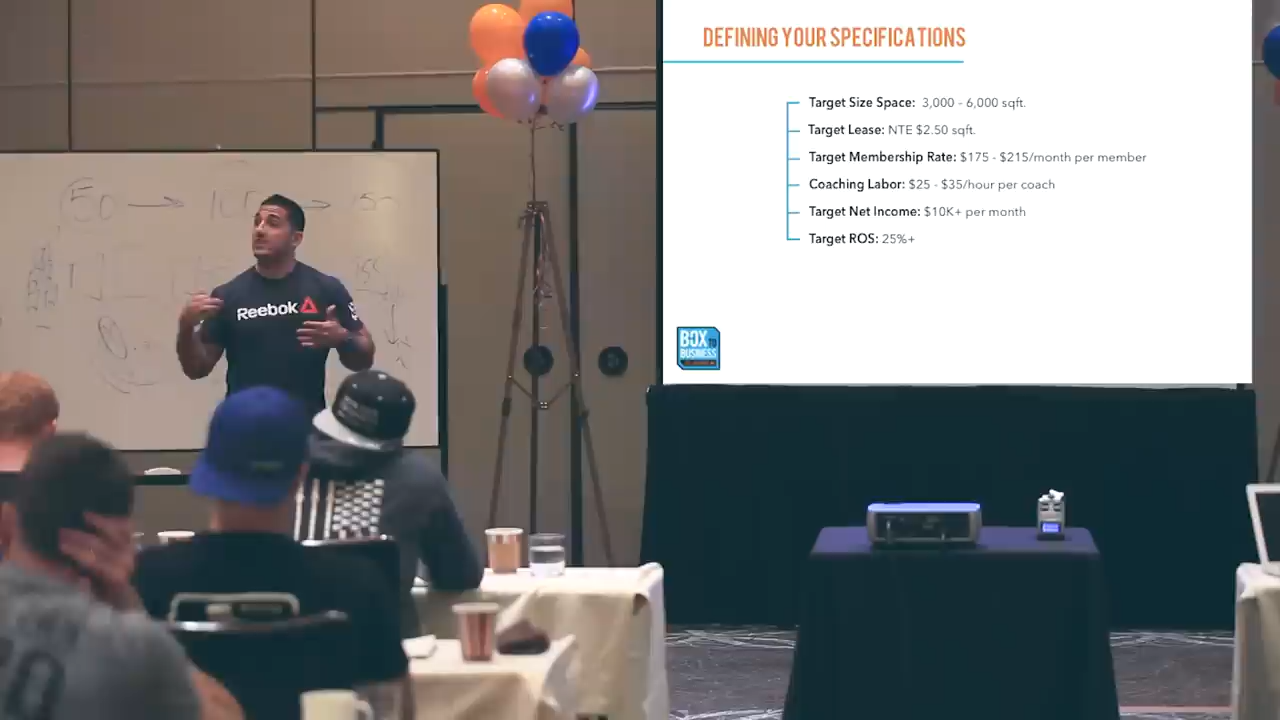 DEFINING YOUR SPECIFICATIONS
Target Size Space: 3,000 - 6,000 sqft.
Target Lease: NTE $2.50 sqft.
Target Membership Rate: $175 - $215/month per member
Coaching Labor: $25 - $35/hour per coach
Target Net Income: $10K+ per month
Target ROS: 25%+
BOX TO
BUSINESS
50
Reebok